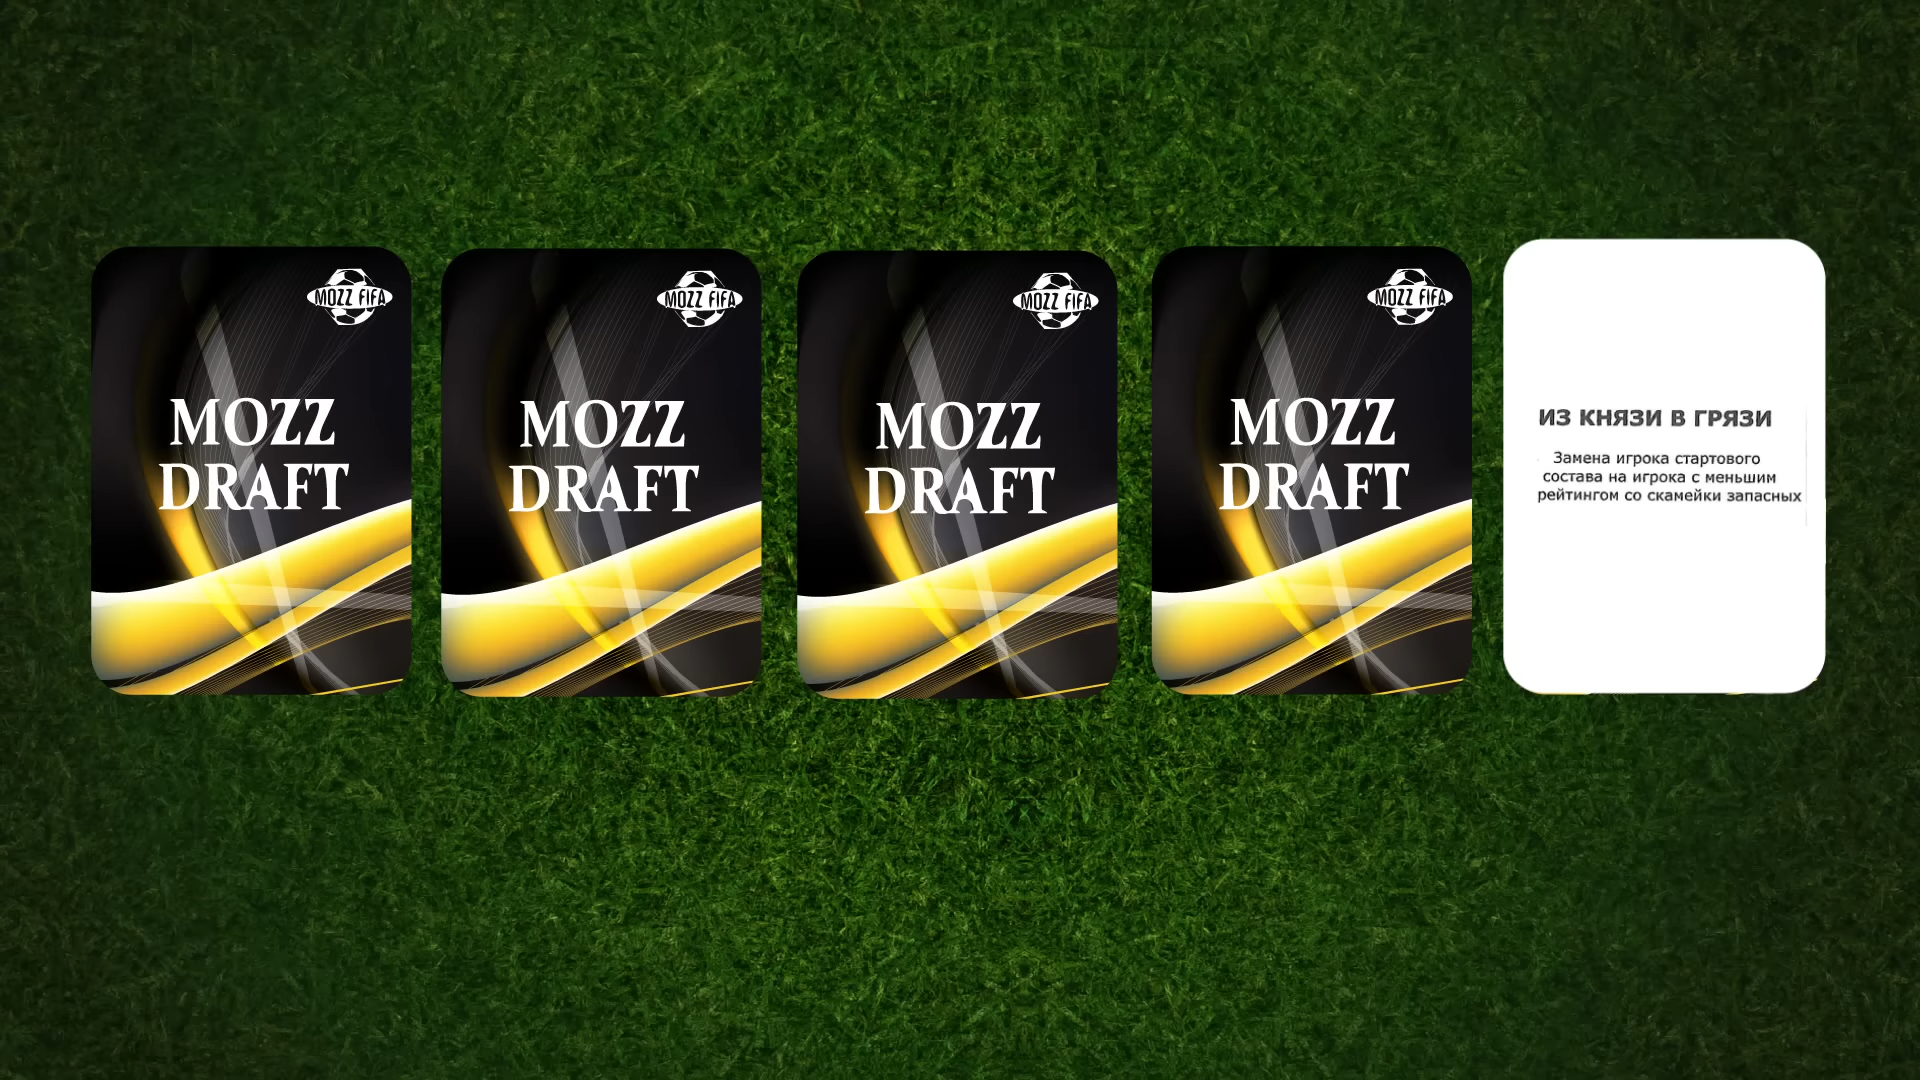 MOZZ FIFA
MOZZ
DRAFT
MOZZ FIFA
MOZZ
DRAFT
MOZZ FIFA
MOZZ
DRAFT
MOZZ FIFA
MOZZ
DRAFT
ИЗ КНЯЗИ В ГРЯЗИ
Замена игрока стартового
состава на игрока с меньшим
рейтингом со скамейки запасных